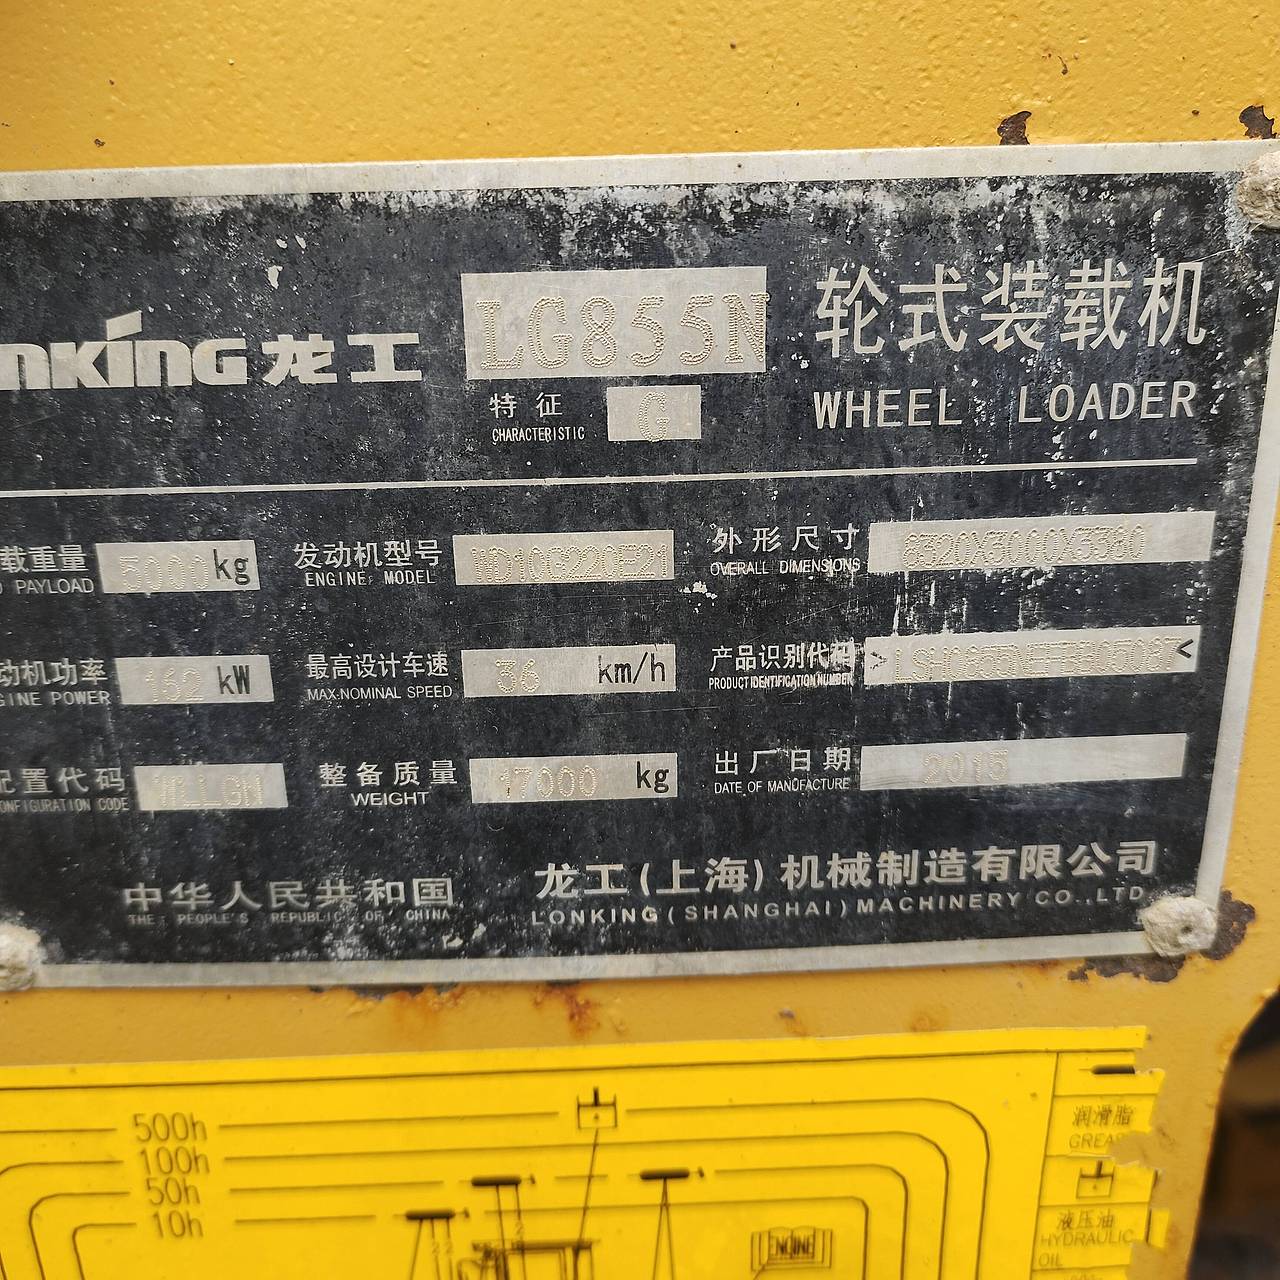 NKING 龙工 LG855N 轮式装载机
特征 G WHEEL LOADER
CHARACTERISTIC
载重量 5000 kg 发动机型号 WD10G220E21 外形尺寸 8320X3000X3380
PAYLOAD ENGINE MODEL OVERALL DIMENSIONS
动机功率 162 kW 最高设计车速 36 km/h 产品识别代码
POWER MAX.NOMINAL SPEED PRODUCT IDENTIFICATION NUMBER
置代码 WLLGN 整备质量 17000 kg 出厂日期 2015
CODE WEIGHT DATE OF MANUFACTURE
中华人民共和国 龙工(上海)机械制造有限公司
THE PEOPLE'S REPUBLIC OF CHINA LONKING(SHANGHAI)MACHINERY CO.,LTD.
500h
100h
50h
10h
润滑脂
GREAS
液压油
HYDRAULIC
OIL
ENGINE